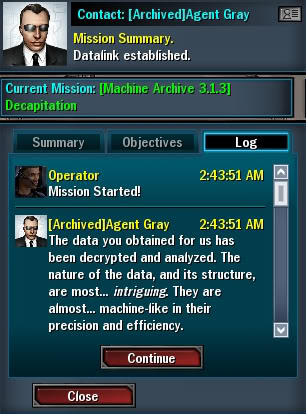 Contact: [Archived]Agent Gray
Mission Summary.
Datalink established.
Current Mission: [Machine Archive 3.1.3]
Decapitation
Summary
Objectives
Log
Operator 2:43:51 AM
Mission Started!
[Archived]Agent Gray 2:43:51 AM
The data you obtained for us has
been decrypted and analyzed. The
nature of the data, and its structure,
are most... intriguing. They are
almost... machine-like in their
precision and efficiency.
Continue
Close